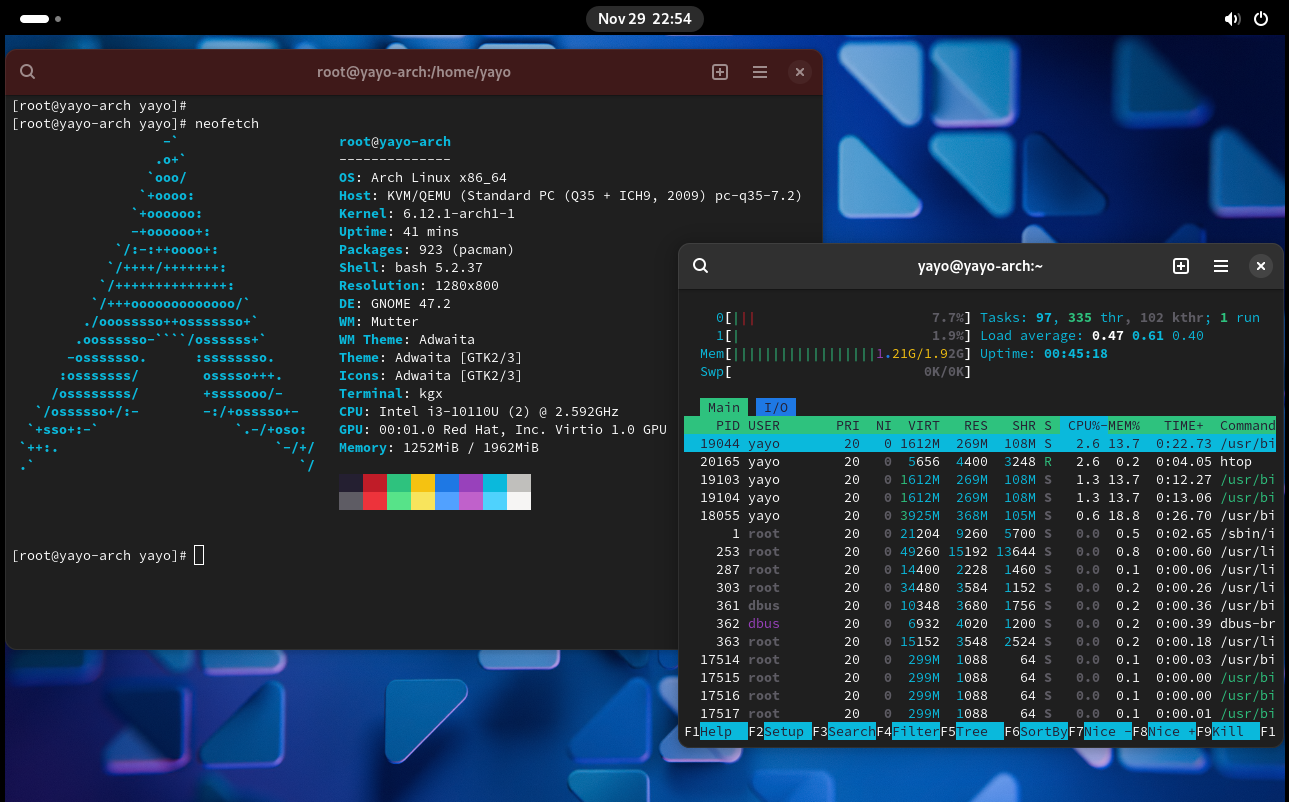 Nov 29 22:54
root@yayo-arch:/home/yayo
[root@yayo-arch yayo]#
[root@yayo-arch yayo]# neofetch
-`
.o+`
`ooo/
`+oooo:
`+oooooo:
-+oooooo+:
`/:-:++oooo+:
`/++++/+++++++:
`/++++++++++++++:
`/+++ooooooooooooo/`
./ooosssso++osssssso+`
.oossssso-````/ossssss+`
-osssssso.      :ssssssso.
:osssssss/        osssso+++.
/ossssssss/        +ssssooo/-
`/ossssso+/:-        -:/+osssso+-
`+sso+:-`                 `.-/+oso:
`++:.                           `-/+/
.`                                 `/
root@yayo-arch
--------------
OS: Arch Linux x86_64
Host: KVM/QEMU (Standard PC (Q35 + ICH9, 2009) pc-q35-7.2)
Kernel: 6.12.1-arch1-1
Uptime: 41 mins
Packages: 923 (pacman)
Shell: bash 5.2.37
Resolution: 1280x800
DE: GNOME 47.2
WM: Mutter
WM Theme: Adwaita
Theme: Adwaita [GTK2/3]
Icons: Adwaita [GTK2/3]
Terminal: kgx
CPU: Intel i3-10110U (2) @ 2.592GHz
GPU: 00:01.0 Red Hat, Inc. Virtio 1.0 GPU
Memory: 1252MiB / 1962MiB
[root@yayo-arch yayo]#
yayo@yayo-arch:~
0[||| 7.7%] Tasks: 97, 335 thr, 102 kthr; 1 run
1[| 1.9%] Load average: 0.47 0.61 0.40
Mem[||||||||||||||||||1.21G/1.92G] Uptime: 00:45:18
Swp[ 0K/0K]
Main I/O
PID USER PRI NI VIRT RES SHR S CPU%-MEM% TIME+ Command
19044 yayo 20 0 1612M 269M 108M S 2.6 13.7 0:22.73 /usr/bi
20165 yayo 20 0 5656 4400 3248 R 2.6 0.2 0:04.05 htop
19103 yayo 20 0 1612M 269M 108M S 1.3 13.7 0:12.27 /usr/bi
19104 yayo 20 0 1612M 269M 108M S 1.3 13.7 0:13.06 /usr/bi
18055 yayo 20 0 3925M 368M 105M S 0.6 18.8 0:26.70 /usr/bi
1 root 20 0 21204 9260 5700 S 0.0 0.5 0:02.65 /sbin/i
253 root 20 0 49260 15192 13644 S 0.0 0.8 0:00.60 /usr/li
287 root 20 0 14400 2228 1460 S 0.0 0.1 0:00.06 /usr/li
303 root 20 0 34480 3584 1152 S 0.0 0.2 0:00.26 /usr/li
361 dbus 20 0 10348 3680 1756 S 0.0 0.2 0:00.36 /usr/bi
362 dbus 20 0 6932 4020 1200 S 0.0 0.2 0:00.39 dbus-br
363 root 20 0 15152 3548 2524 S 0.0 0.2 0:00.18 /usr/li
17514 root 20 0 299M 1088 64 S 0.0 0.1 0:00.03 /usr/bi
17515 root 20 0 299M 1088 64 S 0.0 0.1 0:00.00 /usr/bi
17516 root 20 0 299M 1088 64 S 0.0 0.1 0:00.00 /usr/bi
17517 root 20 0 299M 1088 64 S 0.0 0.1 0:00.01 /usr/bi
F1Help F2Setup F3SearchF4FilterF5Tree F6SortByF7Nice -F8Nice +F9Kill F1